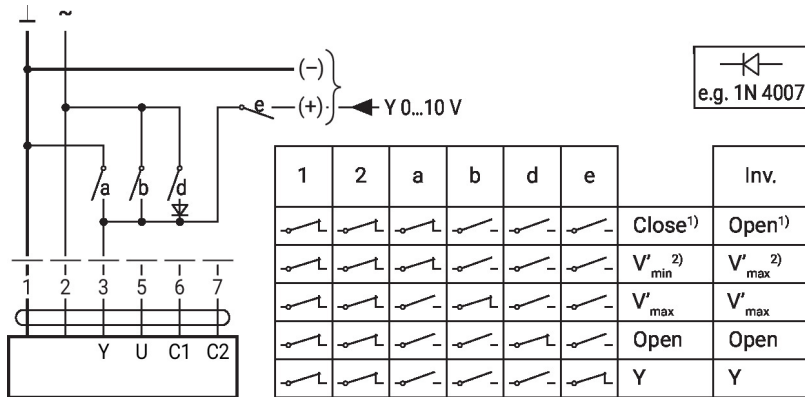 ⊥ ~
(−)
e (+) Y 0...10 V
e.g. 1N 4007
a b d
1 2 a b d e Inv.
Close¹⁾ Open¹⁾
V'min²⁾ V'max²⁾
V'max V'max
Open Open
Y Y
1 2 3 5 6 7
Y U C1 C2